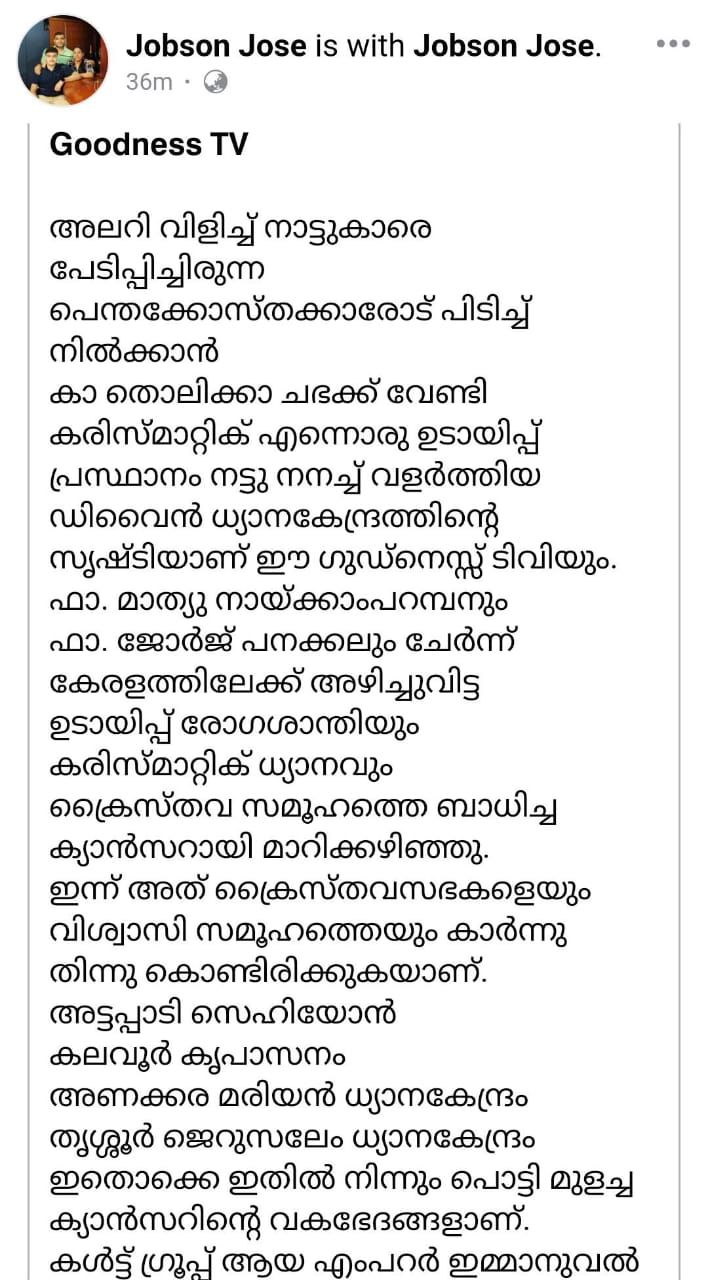 Jobson Jose is with Jobson Jose.
36m
Goodness TV
അലറി വിളിച്ച് നാട്ടുകാരെ
പേടിപ്പിച്ചിരുന്ന
പെന്തക്കോസ്തക്കാരോട് പിടിച്ച്
നിൽക്കാൻ
കാ തൊലിക്കാ ചഭക്ക് വേണ്ടി
കരിസ്മാറ്റിക് എന്നൊരു ഉടായിപ്പ്
പ്രസ്ഥാനം നട്ടു നനച്ച് വളർത്തിയ
ഡിവൈൻ ധ്യാനകേന്ദ്രത്തിന്റെ
സൃഷ്ടിയാണ് ഈ ഗുഡ്നെസ്സ് ടിവിയും.
ഫാ. മാത്യു നായ്ക്കാംപറമ്പനും
ഫാ. ജോർജ് പനക്കലും ചേർന്ന്
കേരളത്തിലേക്ക് അഴിച്ചുവിട്ട
ഉടായിപ്പ് രോഗശാന്തിയും
കരിസ്മാറ്റിക് ധ്യാനവും
ക്രൈസ്തവ സമൂഹത്തെ ബാധിച്ച
ക്യാൻസറായി മാറിക്കഴിഞ്ഞു.
ഇന്ന് അത് ക്രൈസ്തവസഭകളെയും
വിശ്വാസി സമൂഹത്തെയും കാർന്നു
തിന്നു കൊണ്ടിരിക്കുകയാണ്.
അട്ടപ്പാടി സെഹിയോൻ
കലവൂർ കൃപാസനം
അണക്കര മരിയൻ ധ്യാനകേന്ദ്രം
തൃശ്ശൂർ ജെറുസലേം ധ്യാനകേന്ദ്രം
ഇതൊക്കെ ഇതിൽ നിന്നും പൊട്ടി മുളച്ച
ക്യാൻസറിന്റെ വകഭേദങ്ങളാണ്.
കൾട്ട് ഗ്രൂപ്പ് ആയ എംപറർ ഇമ്മാനുവൽ